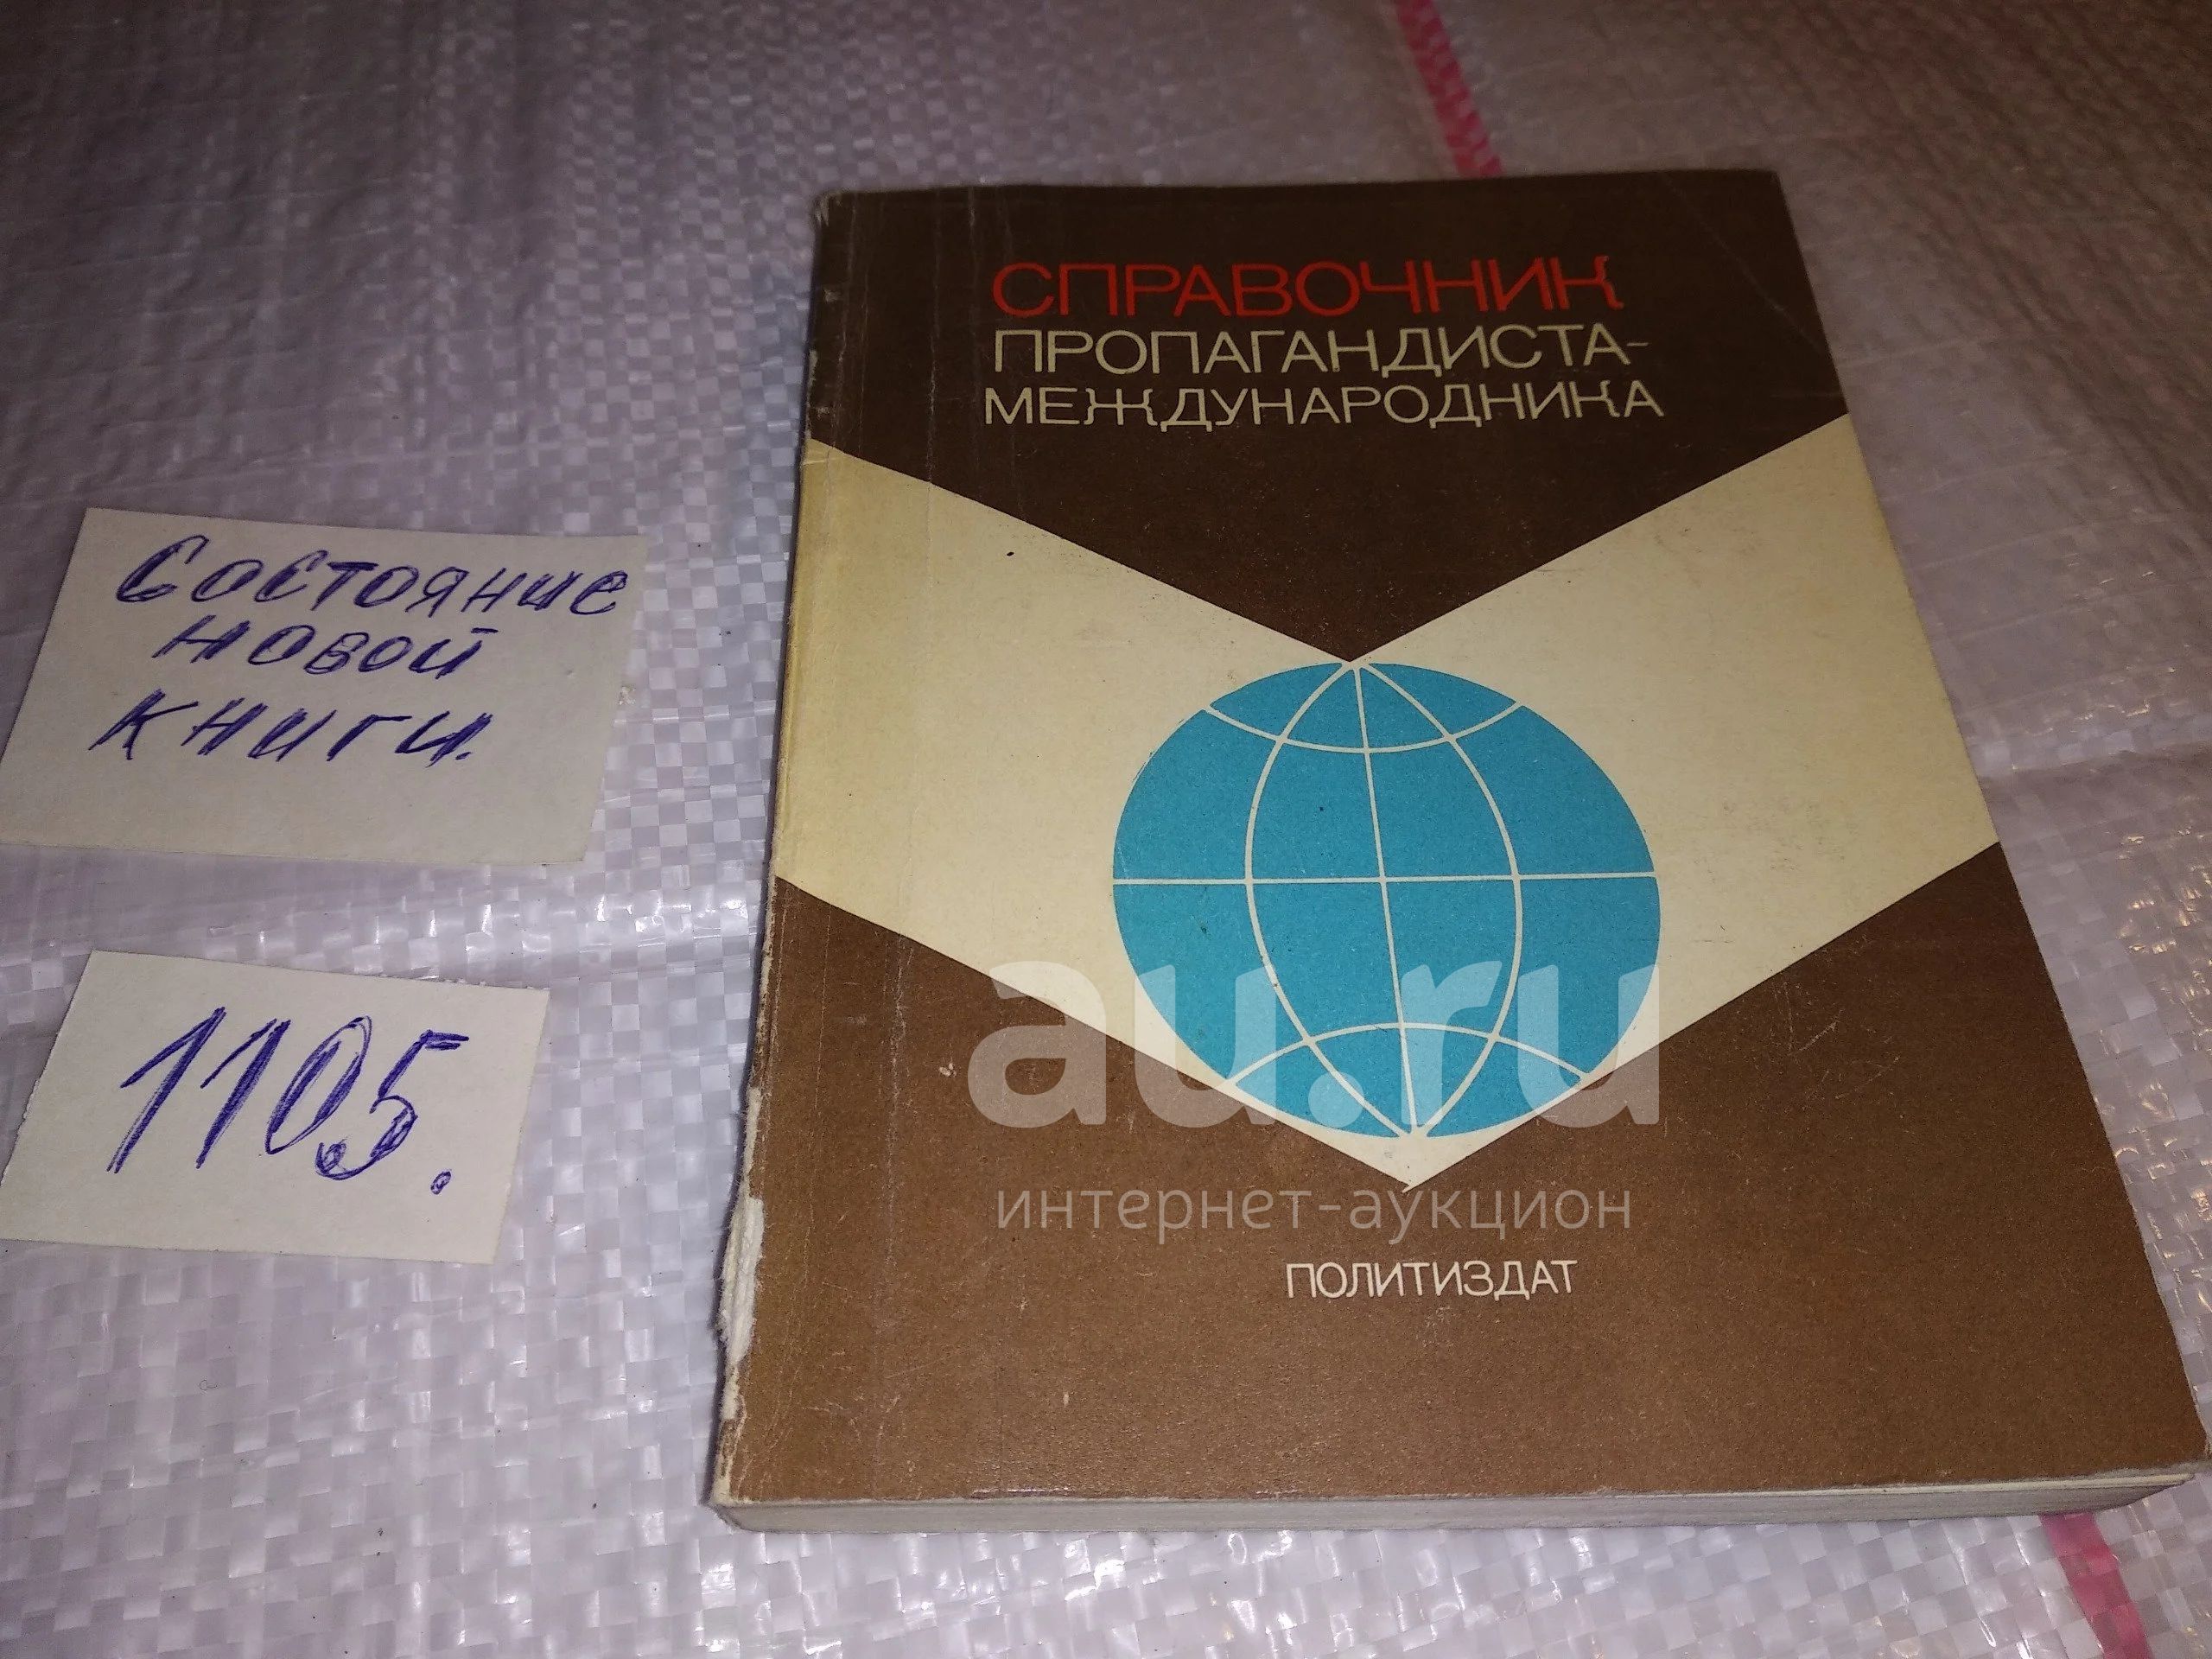 СПРАВОЧНИК
ПРОПАГАНДИСТА-
МЕЖДУНАРОДНИКА
Состояние
новой
книги.
1105.
au.ru
интернет-аукцион
ПОЛИТИЗДАТ